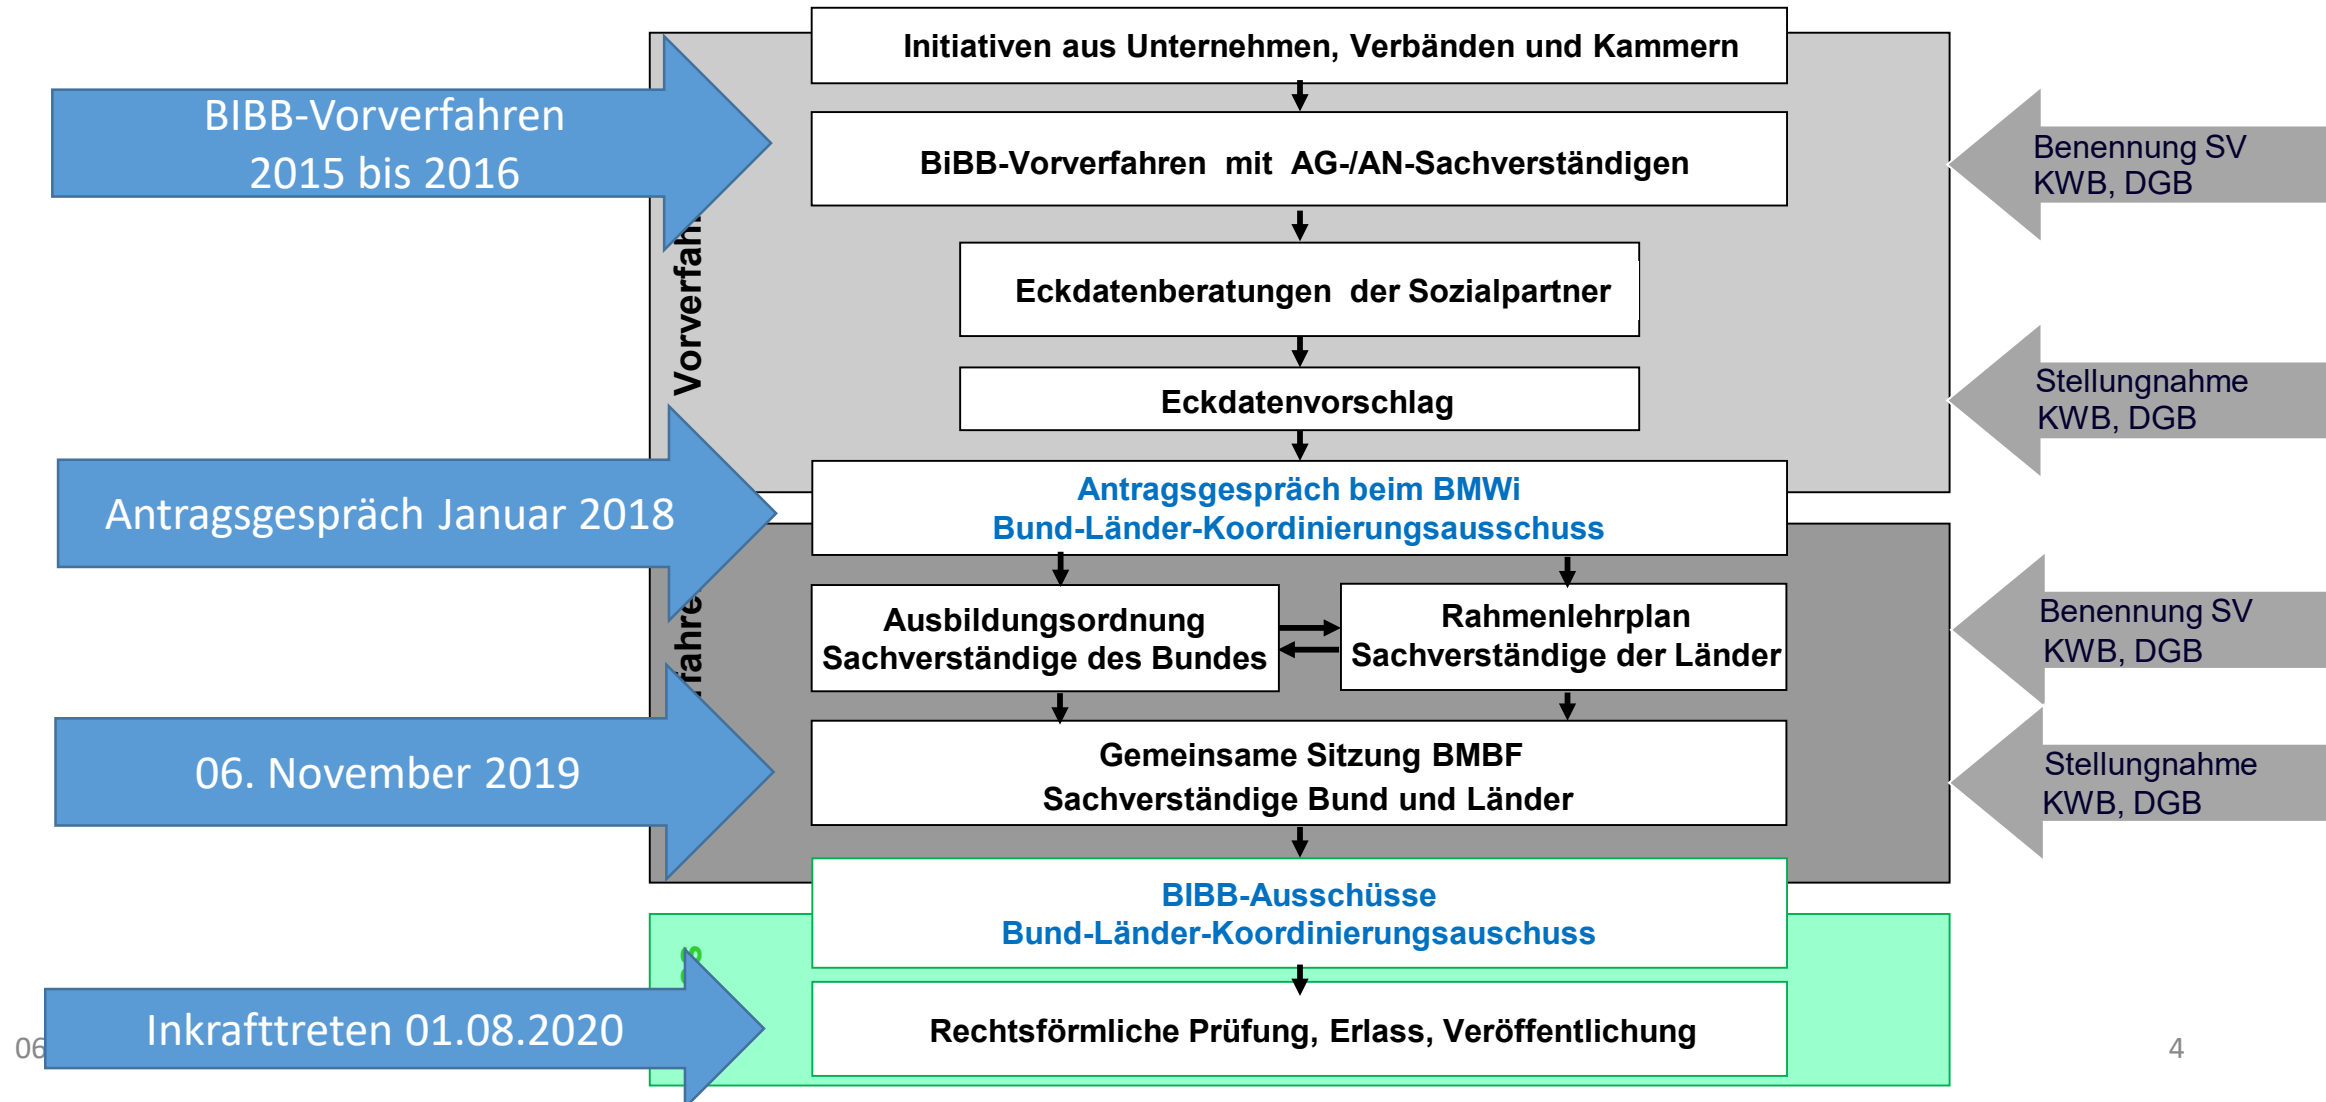 Initiativen aus Unternehmen, Verbänden und Kammern
BIBB-Vorverfahren
2015 bis 2016
BiBB-Vorverfahren mit AG-/AN-Sachverständigen
Benennung SV
KWB, DGB
Eckdatenberatungen der Sozialpartner
Eckdatenvorschlag
Stellungnahme
KWB, DGB
Antragsgespräch Januar 2018
Antragsgespräch beim BMWi
Bund-Länder-Koordinierungsausschuss
Ausbildungsordnung
Sachverständige des Bundes
Rahmenlehrplan
Sachverständige der Länder
Benennung SV
KWB, DGB
06. November 2019
Gemeinsame Sitzung BMBF
Sachverständige Bund und Länder
Stellungnahme
KWB, DGB
BIBB-Ausschüsse
Bund-Länder-Koordinierungsauschuss
Inkrafttreten 01.08.2020
Rechtsförmliche Prüfung, Erlass, Veröffentlichung
06
4